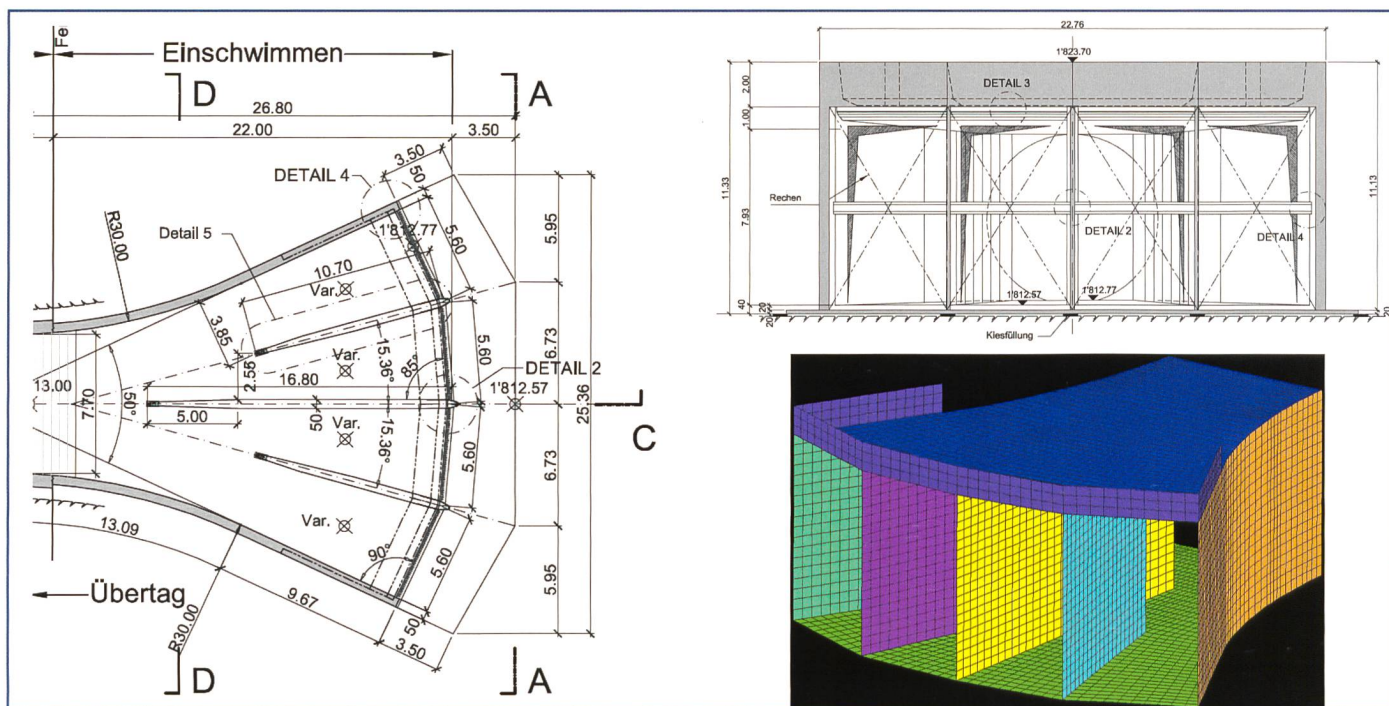 Fe
Einschwimmen
D
A
26.80
22.00
3.50
3.50
50
DETAIL 4
5.60
5.95
R30.00
Detail 5
1'812.77
10.70
Var.
3.85
2.55
15.36°
85°
5.60
6.73
DETAIL 2
1'812.57
13.00
7.70
50°
Var.
16.80
5.00
50
25.36
C
Var.
15.36°
5.60
6.73
Var.
13.09
90°
5.60
5.95
Übertag
9.67
R30.00
50
3.50
D
A
22.76
1'823.70
2.00
DETAIL 3
1.00
11.33
Rechen
7.93
11.13
DETAIL 2
DETAIL 4
1'812.57
1'812.77
40
20
20
20
Kiesfüllung